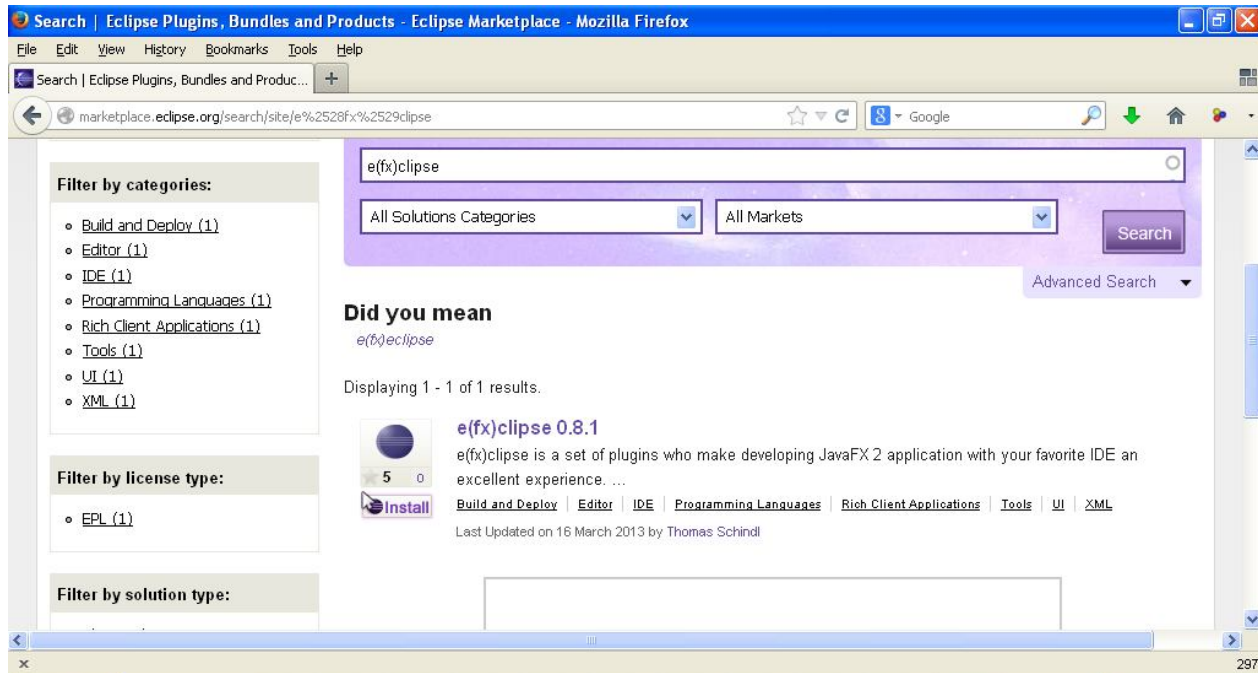 Search | Eclipse Plugins, Bundles and Products - Eclipse Marketplace - Mozilla Firefox
File Edit View History Bookmarks Tools Help
Search | Eclipse Plugins, Bundles and Produc... +
marketplace.eclipse.org/search/site/e%2528fx%2529clipse
8 Google
Filter by categories:
Build and Deploy (1)
Editor (1)
IDE (1)
Programming Languages (1)
Rich Client Applications (1)
Tools (1)
UI (1)
XML (1)
Filter by license type:
EPL (1)
Filter by solution type:
e(fx)clipse
All Solutions Categories
All Markets
Search
Advanced Search
Did you mean
e(fx)eclipse
Displaying 1 - 1 of 1 results.
e(fx)clipse 0.8.1
e(fx)clipse is a set of plugins who make developing JavaFX 2 application with your favorite IDE an
excellent experience. ...
5 0
Install
Build and Deploy | Editor | IDE | Programming Languages | Rich Client Applications | Tools | UI | XML
Last Updated on 16 March 2013 by Thomas Schindl
x
297